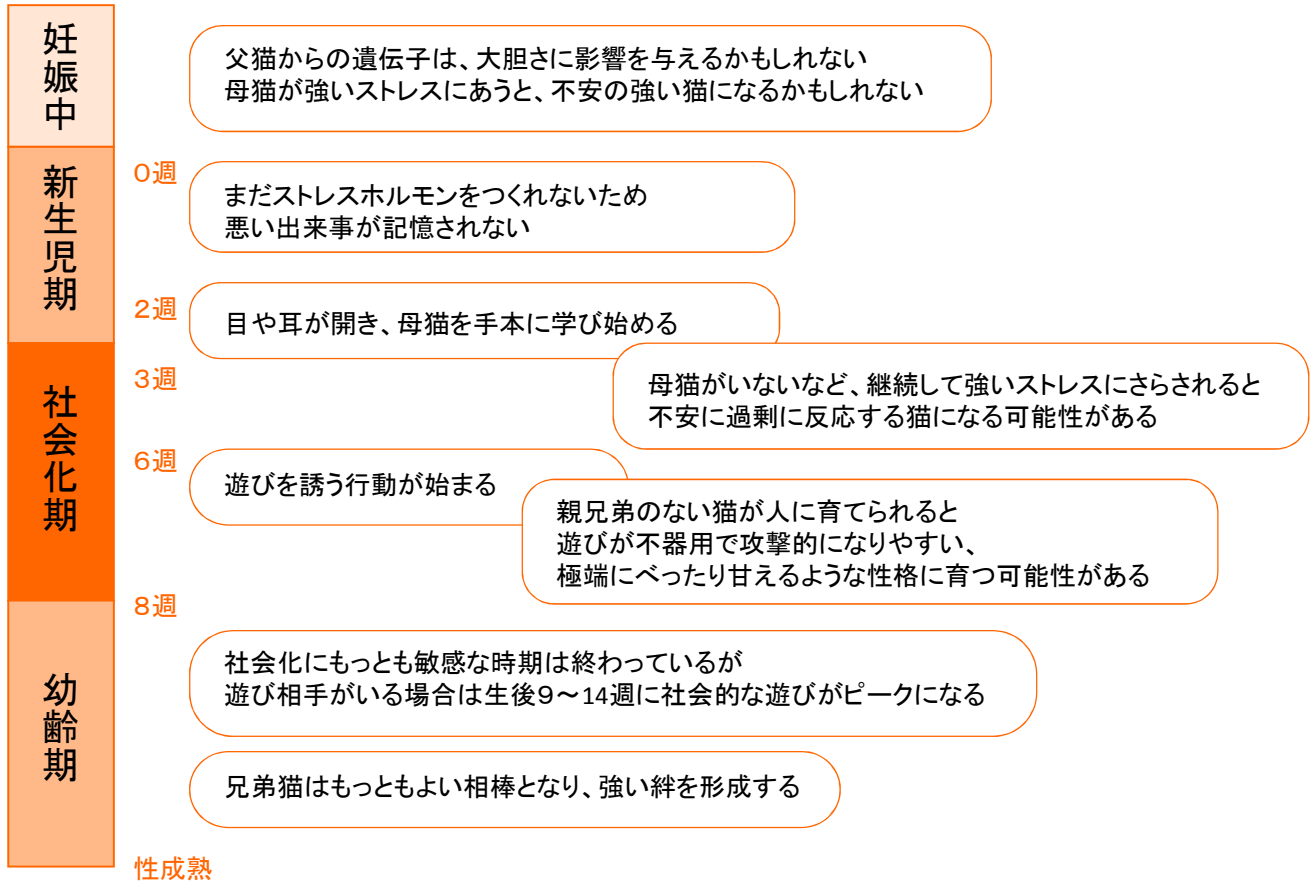 妊娠中
父猫からの遺伝子は、大胆さに影響を与えるかもしれない
母猫が強いストレスにあうと、不安の強い猫になるかもしれない
新生児期
０週
まだストレスホルモンをつくれないため
悪い出来事が記憶されない
２週
目や耳が開き、母猫を手本に学び始める
社会化期
３週
母猫がいないなど、継続して強いストレスにさらされると
不安に過剰に反応する猫になる可能性がある
６週
遊びを誘う行動が始まる
親兄弟のない猫が人に育てられると
遊びが不器用で攻撃的になりやすい、
極端にべったり甘えるような性格に育つ可能性がある
８週
幼齢期
社会化にもっとも敏感な時期は終わっているが
遊び相手がいる場合は生後９～14週に社会的な遊びがピークになる
兄弟猫はもっともよい相棒となり、強い絆を形成する
性成熟